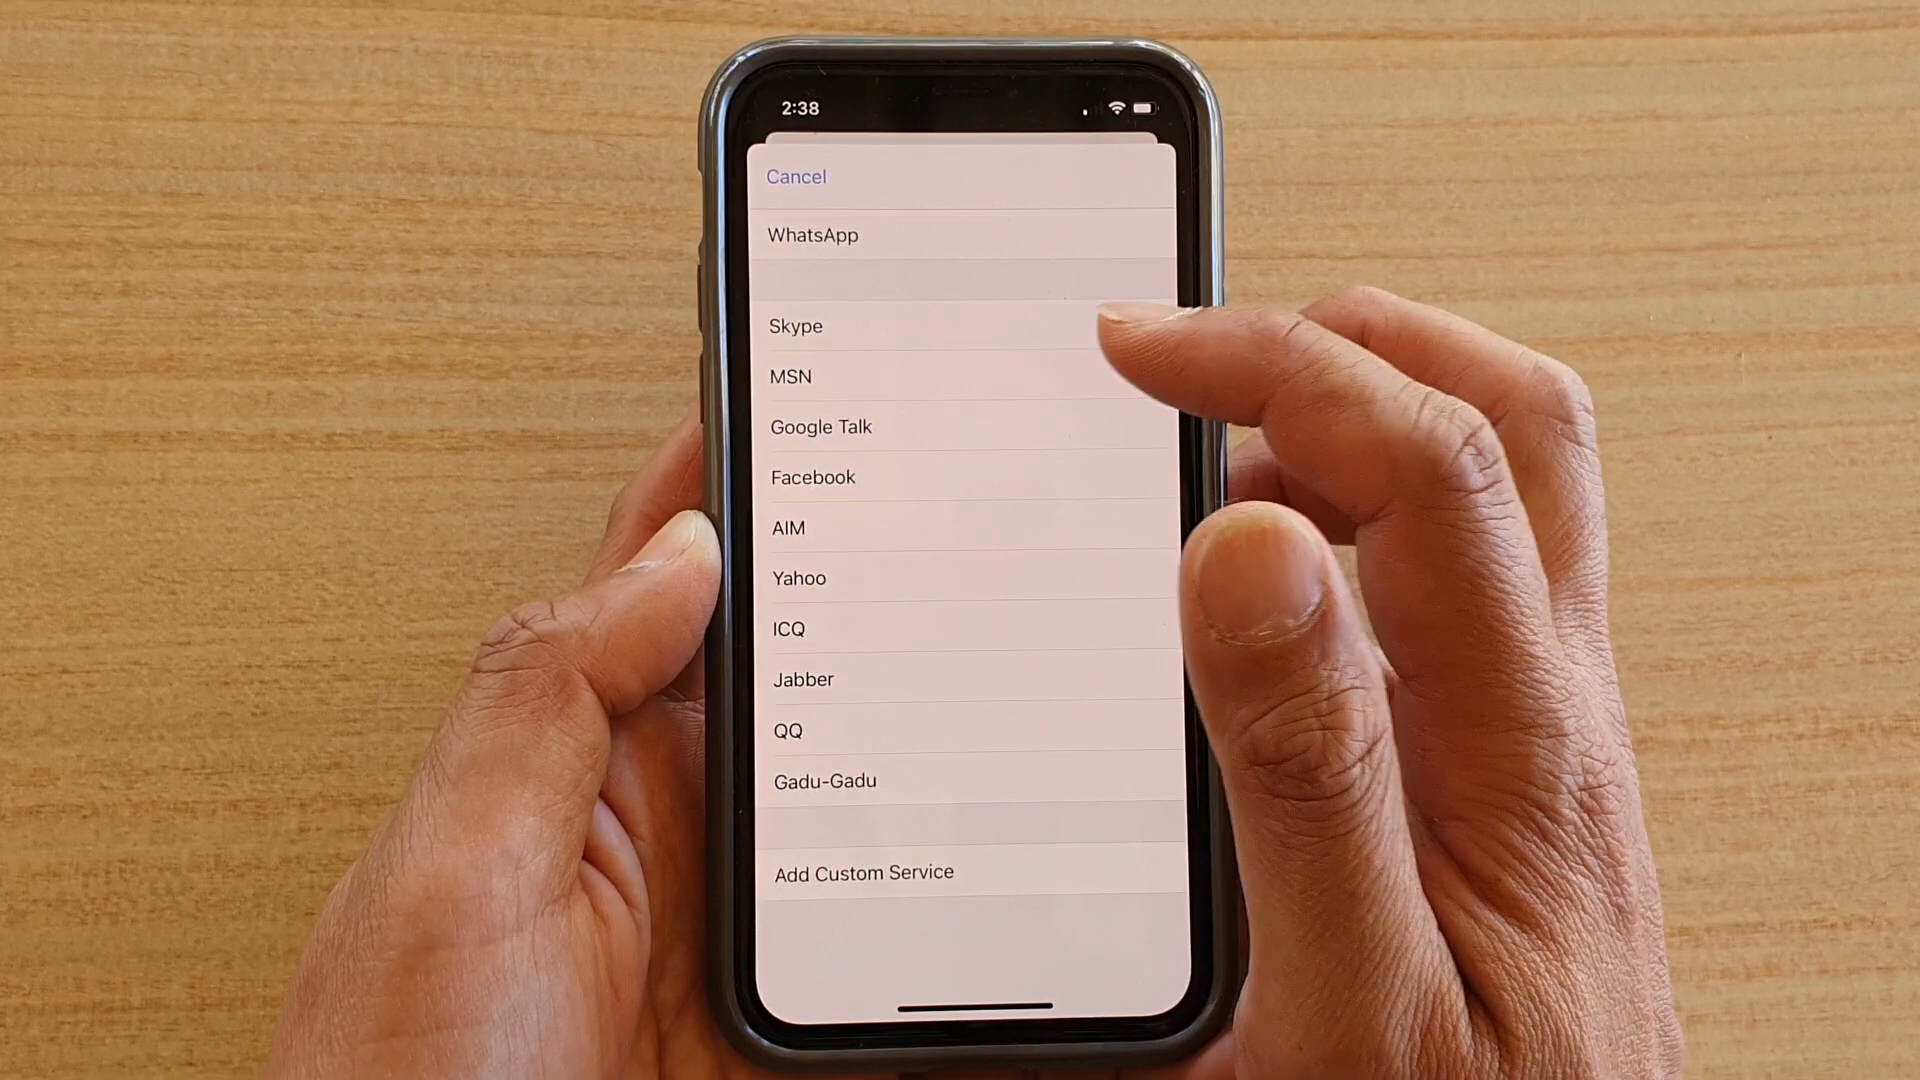 2:38
Cancel
WhatsApp
Skype
MSN
Google Talk
Facebook
AIM
Yahoo
ICQ
Jabber
QQ
Gadu-Gadu
Add Custom Service